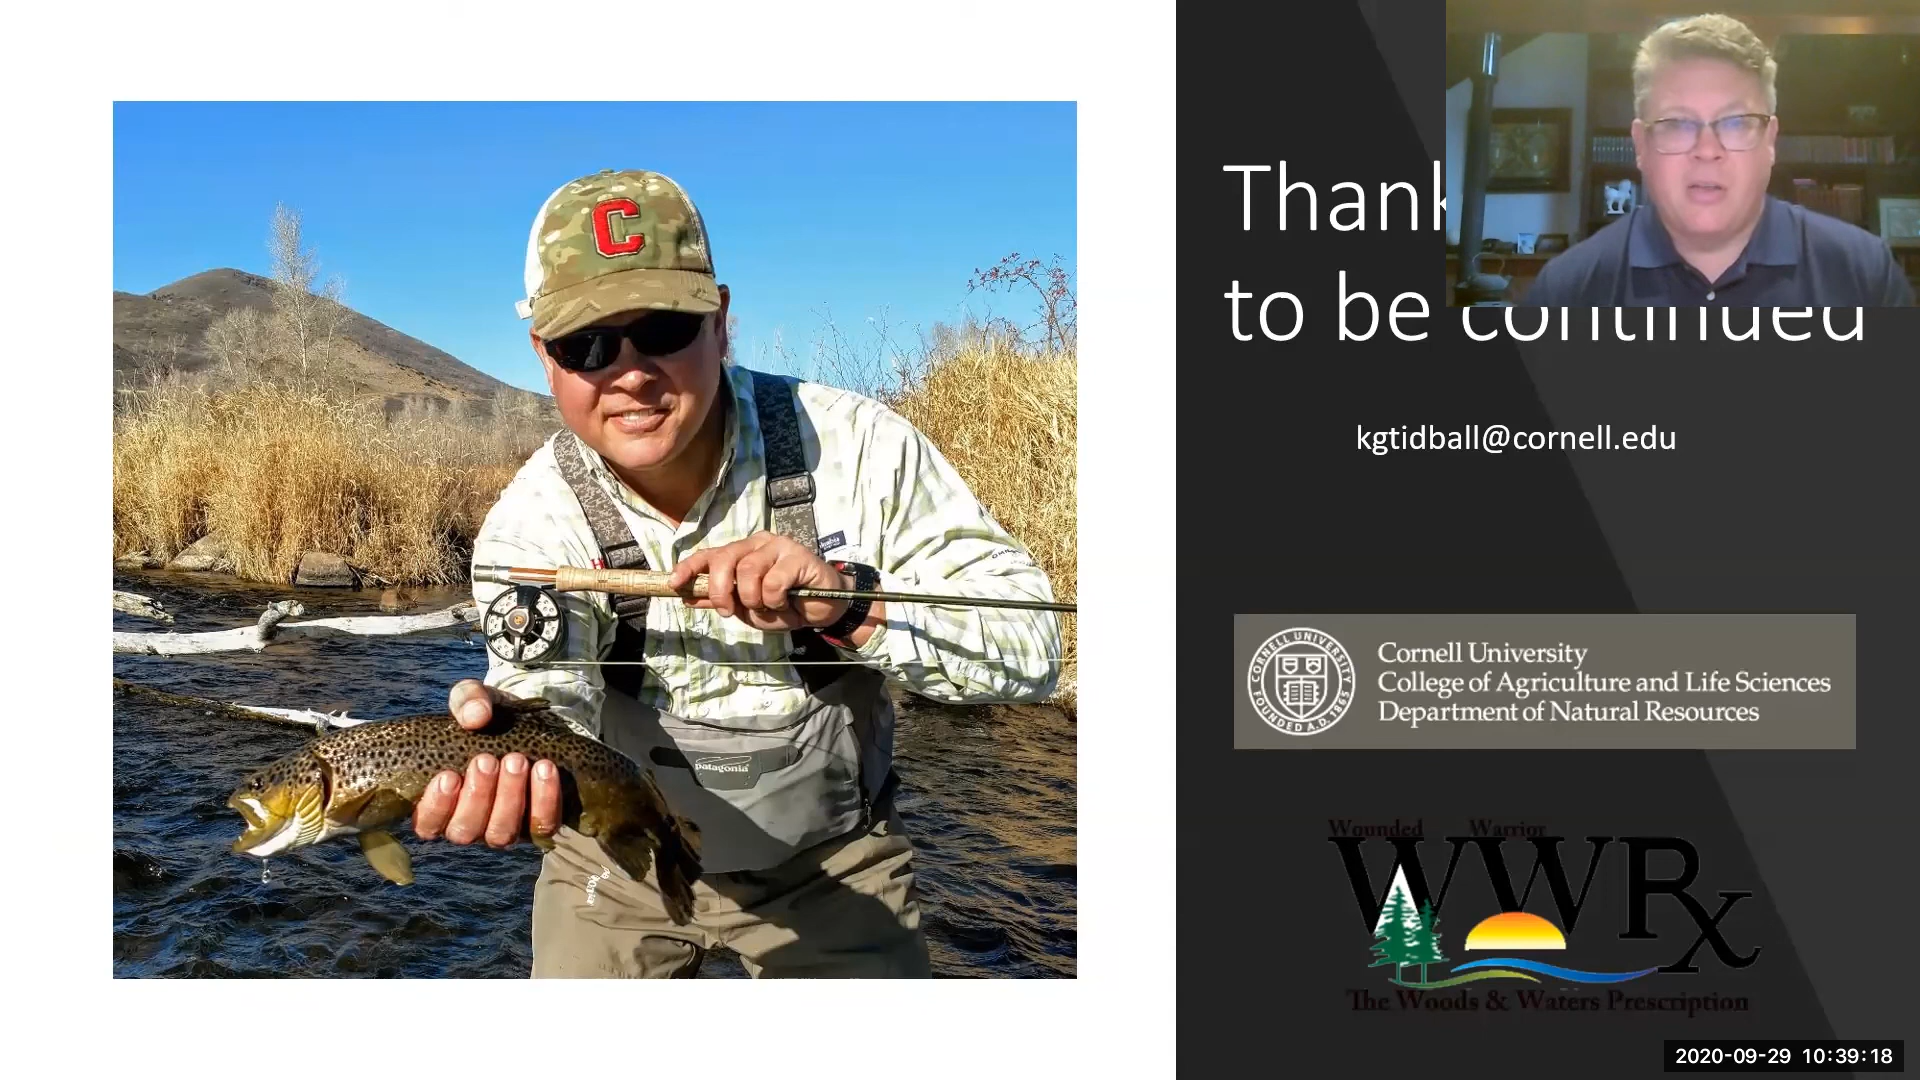 C
patagonia
Thank
to be continued
kgtidball@cornell.edu
CORNELL UNIVERSITY
FOUNDED A.D. 1865
Cornell University
College of Agriculture and Life Sciences
Department of Natural Resources
Wounded Warrior
WWRx
The Woods & Waters Prescription
2020-09-29 10:39:18